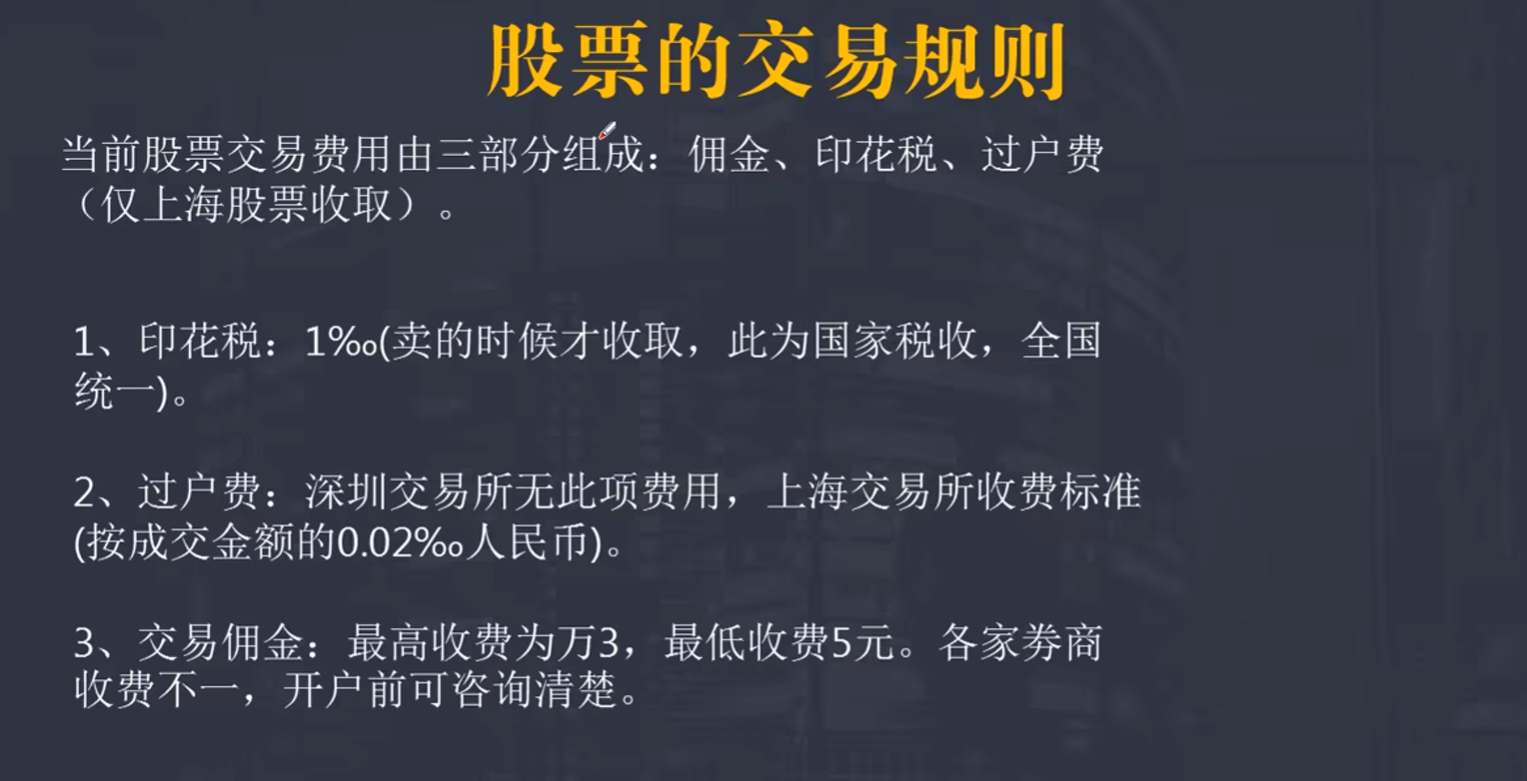 股票的交易规则
当前股票交易费用由三部分组成：佣金、印花税、过户费
（仅上海股票收取）。
1、印花税：1‰(卖的时候才收取，此为国家税收，全国
统一)。
2、过户费：深圳交易所无此项费用，上海交易所收费标准
(按成交金额的0.02‰人民币)。
3、交易佣金：最高收费为万3，最低收费5元。各家券商
收费不一，开户前可咨询清楚。